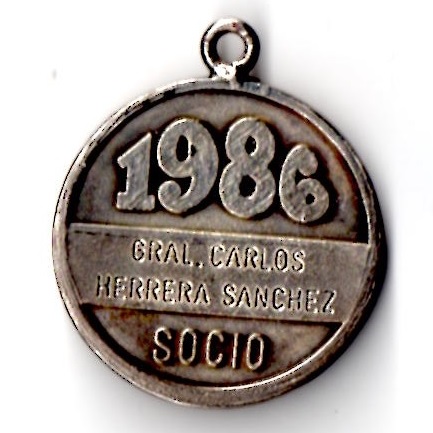 1986
GRAL. CARLOS
HERRERA SANCHEZ
SOCIO